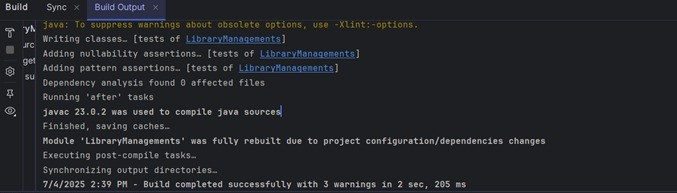 Build Sync × Build Output ×
java: To suppress warnings about obsolete options, use -Xlint:-options.
Writing classes… [tests of LibraryManagements]
Adding nullability assertions… [tests of LibraryManagements]
Adding pattern assertions… [tests of LibraryManagements]
Dependency analysis found 0 affected files
Running 'after' tasks
javac 23.0.2 was used to compile java sources
Finished, saving caches…
Module 'LibraryManagements' was fully rebuilt due to project configuration/dependencies changes
Executing post-compile tasks…
Synchronizing output directories…
7/4/2025 2:39 PM - Build completed successfully with 3 warnings in 2 sec, 205 ms